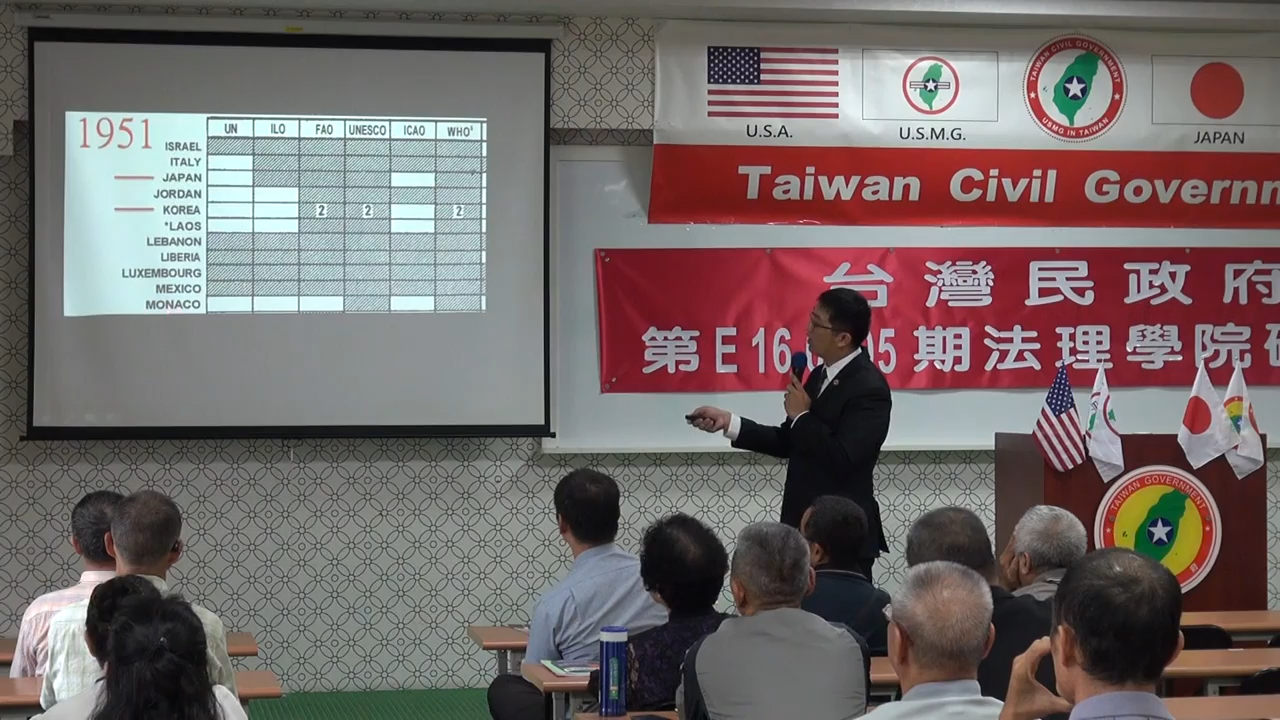 1951
UN ILO FAO UNESCO ICAO WHO¹
ISRAEL
ITALY
JAPAN
JORDAN
KOREA 2 2 2
*LAOS
LEBANON
LIBERIA
LUXEMBOURG
MEXICO
MONACO
U.S.A.
U.S.M.G.
TAIWAN CIVIL GOVERNMENT
USMG IN TAIWAN
JAPAN
Taiwan Civil Governm
台灣民政府
第E16 05期法理學院
TAIWAN GOVERNMENT